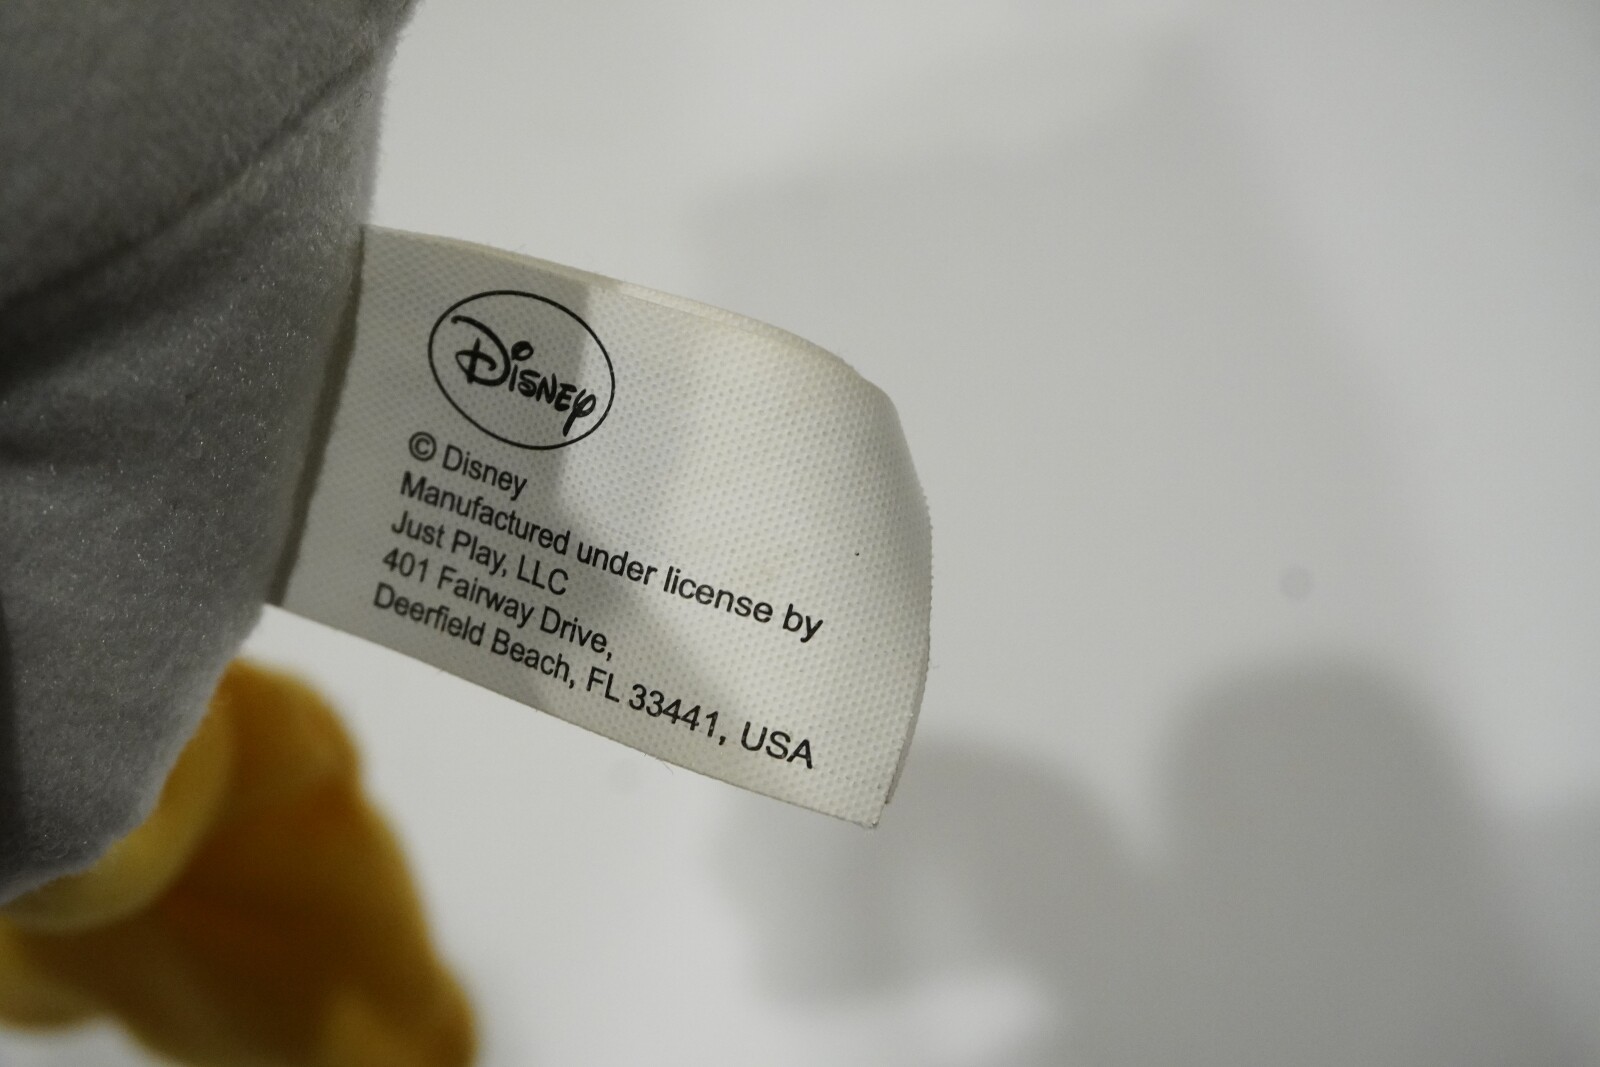 Disney
© Disney
Manufactured under license by
Just Play, LLC
401 Fairway Drive,
Deerfield Beach, FL 33441, USA